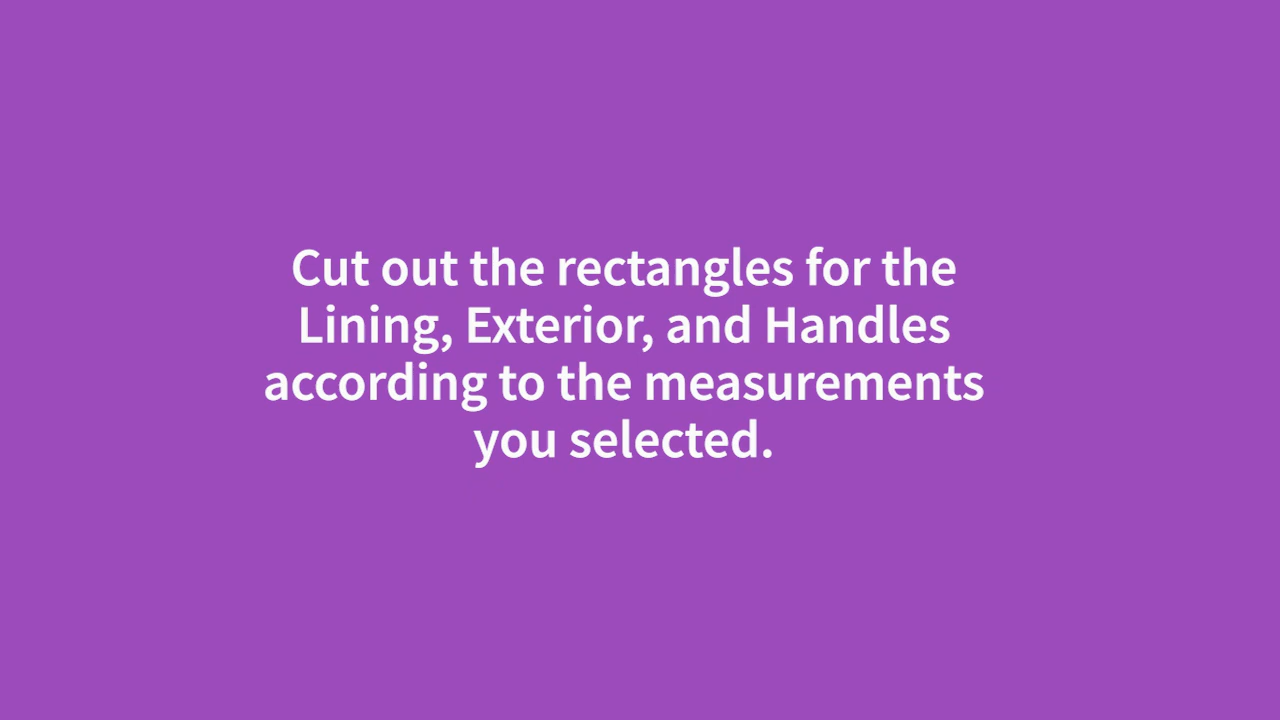 Cut out the rectangles for the
Lining, Exterior, and Handles
according to the measurements
you selected.